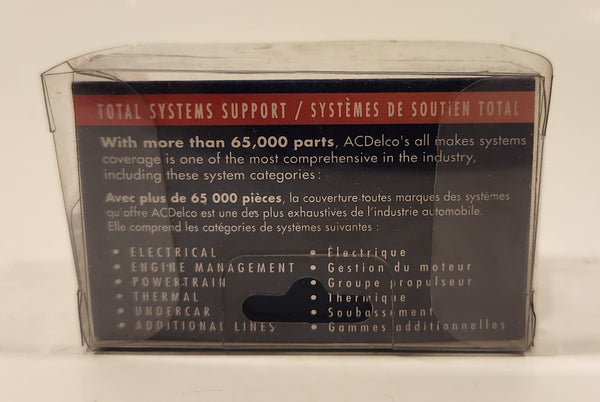 TOTAL SYSTEMS SUPPORT / SYSTÈMES DE SOUTiEN TOTAL
With more than 65,000 parts, ACDelco's all makes systems
coverage is one of the most comprehensive in the industry,
including these system categories:
Avec plus de 65 000 pièces, la couverture toutes marques des systèmes
qu'offre ACDelco est une des plus exhaustives de l'industrie automobile.
Elle comprend les catégories de systèmes suivantes :
• ELECTRICAL
• ENGINE MANAGEMENT
• POWERTRAIN
• THERMAL
• UNDERCAR
• ADDITIONAL LINES
• Électrique
• Gestion du moteur
• Groupe propulseur
• Thermique
• Soubassement
• Gammes additionnelles